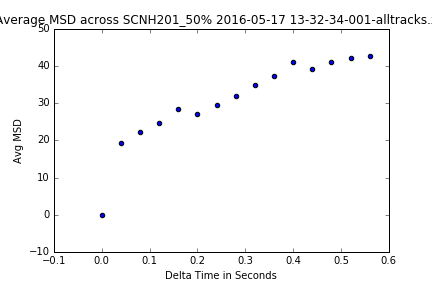 Average MSD across SCNH201_50% 2016-05-17 13-32-34-001-alltracks.
50
40
30
20
10
0
−10
Avg MSD
−0.1 0.0 0.1 0.2 0.3 0.4 0.5 0.6
Delta Time in Seconds